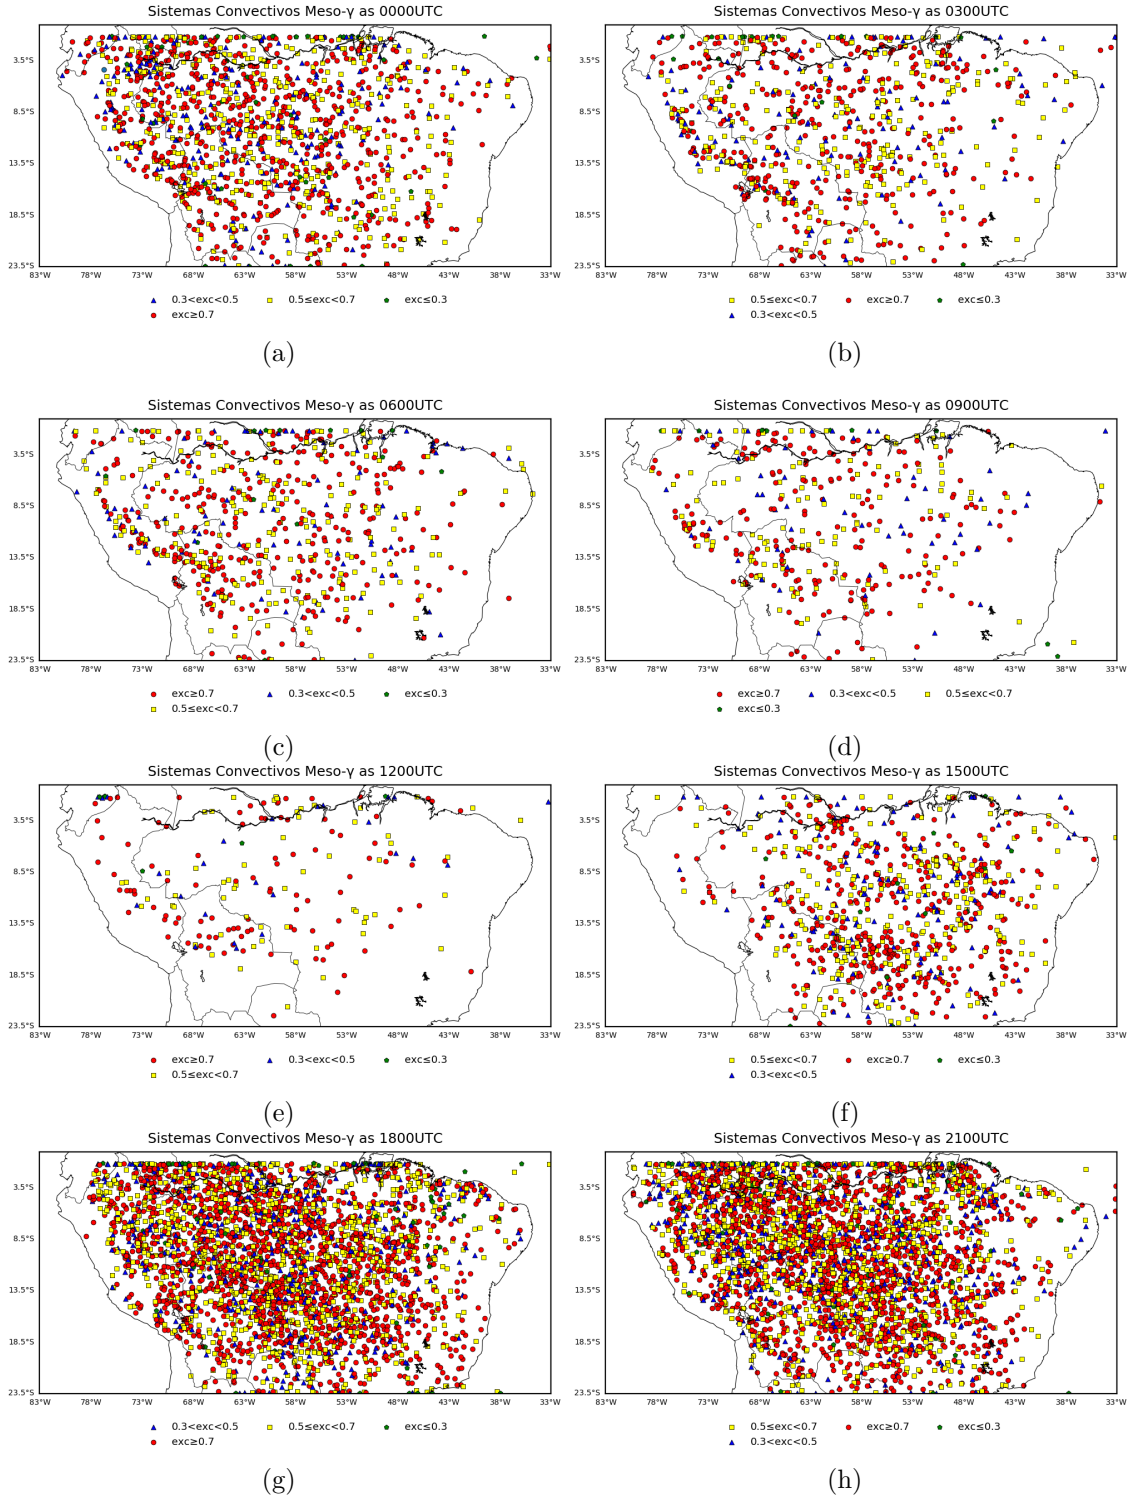 Sistemas Convectivos Meso-γ as 0000UTC
3.5°S
8.5°S
13.5°S
18.5°S
23.5°S
83°W 78°W 73°W 68°W 63°W 58°W 53°W 48°W 43°W 38°W 33°W
0.3<exc<0.5 0.5≤exc<0.7 exc≤0.3
exc≥0.7
(a)
Sistemas Convectivos Meso-γ as 0300UTC
3.5°S
8.5°S
13.5°S
18.5°S
23.5°S
83°W 78°W 73°W 68°W 63°W 58°W 53°W 48°W 43°W 38°W 33°W
0.5≤exc<0.7 exc≥0.7 exc≤0.3
0.3<exc<0.5
(b)
Sistemas Convectivos Meso-γ as 0600UTC
3.5°S
8.5°S
13.5°S
18.5°S
23.5°S
83°W 78°W 73°W 68°W 63°W 58°W 53°W 48°W 43°W 38°W 33°W
exc≥0.7 0.3<exc<0.5 exc≤0.3
0.5≤exc<0.7
(c)
Sistemas Convectivos Meso-γ as 0900UTC
3.5°S
8.5°S
13.5°S
18.5°S
23.5°S
83°W 78°W 73°W 68°W 63°W 58°W 53°W 48°W 43°W 38°W 33°W
exc≥0.7 0.3<exc<0.5 0.5≤exc<0.7
exc≤0.3
(d)
Sistemas Convectivos Meso-γ as 1200UTC
3.5°S
8.5°S
13.5°S
18.5°S
23.5°S
83°W 78°W 73°W 68°W 63°W 58°W 53°W 48°W 43°W 38°W 33°W
exc≥0.7 0.3<exc<0.5 exc≤0.3
0.5≤exc<0.7
(e)
Sistemas Convectivos Meso-γ as 1500UTC
3.5°S
8.5°S
13.5°S
18.5°S
23.5°S
83°W 78°W 73°W 68°W 63°W 58°W 53°W 48°W 43°W 38°W 33°W
0.5≤exc<0.7 exc≥0.7 exc≤0.3
0.3<exc<0.5
(f)
Sistemas Convectivos Meso-γ as 1800UTC
3.5°S
8.5°S
13.5°S
18.5°S
23.5°S
83°W 78°W 73°W 68°W 63°W 58°W 53°W 48°W 43°W 38°W 33°W
0.3<exc<0.5 0.5≤exc<0.7 exc≤0.3
exc≥0.7
(g)
Sistemas Convectivos Meso-γ as 2100UTC
3.5°S
8.5°S
13.5°S
18.5°S
23.5°S
83°W 78°W 73°W 68°W 63°W 58°W 53°W 48°W 43°W 38°W 33°W
0.5≤exc<0.7 exc≥0.7 exc≤0.3
0.3<exc<0.5
(h)